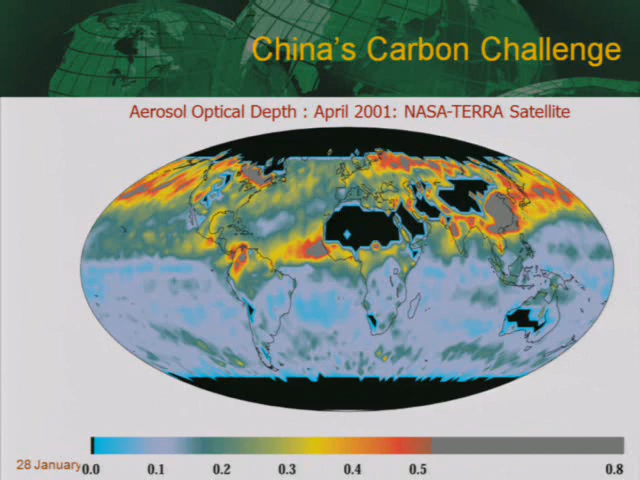 China's Carbon Challenge
Aerosol Optical Depth : April 2001: NASA-TERRA Satellite
28 January
0.0 0.1 0.2 0.3 0.4 0.5 0.8